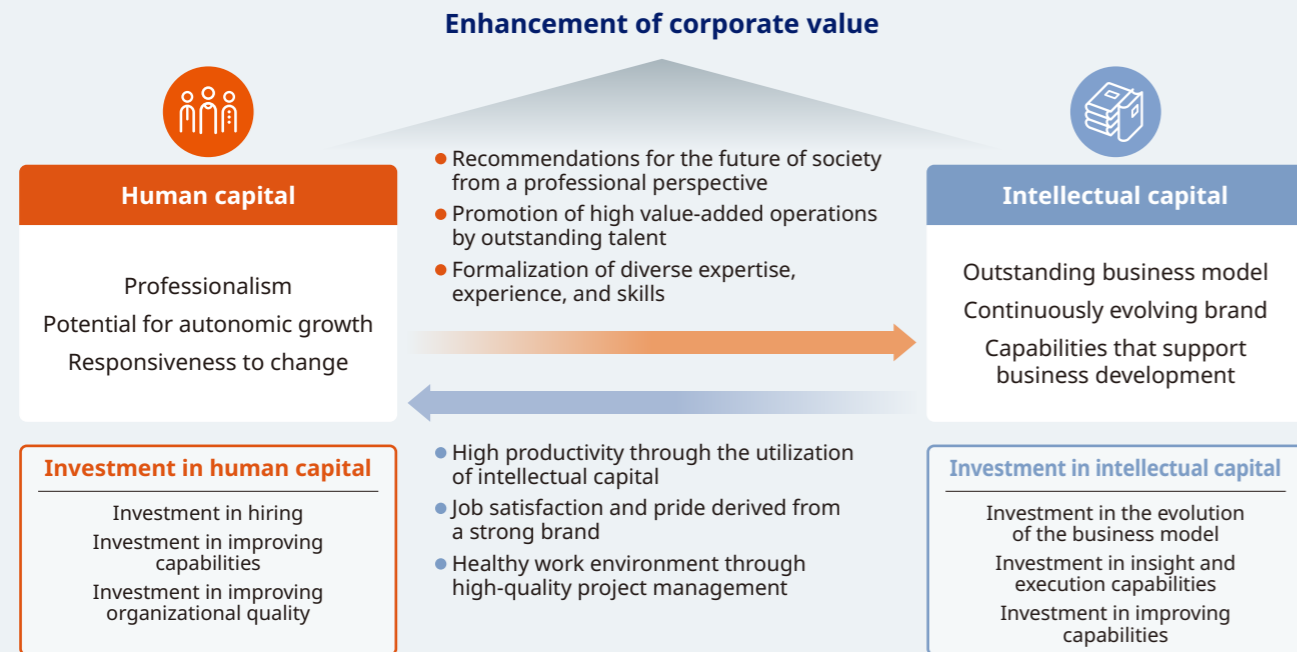 Enhancement of corporate value
Human capital
Professionalism
Potential for autonomic growth
Responsiveness to change
Investment in human capital
Investment in hiring
Investment in improving
capabilities
Investment in improving
organizational quality
Recommendations for the future of society
from a professional perspective
Promotion of high value-added operations
by outstanding talent
Formalization of diverse expertise,
experience, and skills
High productivity through the utilization
of intellectual capital
Job satisfaction and pride derived from
a strong brand
Healthy work environment through
high-quality project management
Intellectual capital
Outstanding business model
Continuously evolving brand
Capabilities that support
business development
Investment in intellectual capital
Investment in the evolution
of the business model
Investment in insight and
execution capabilities
Investment in improving
capabilities